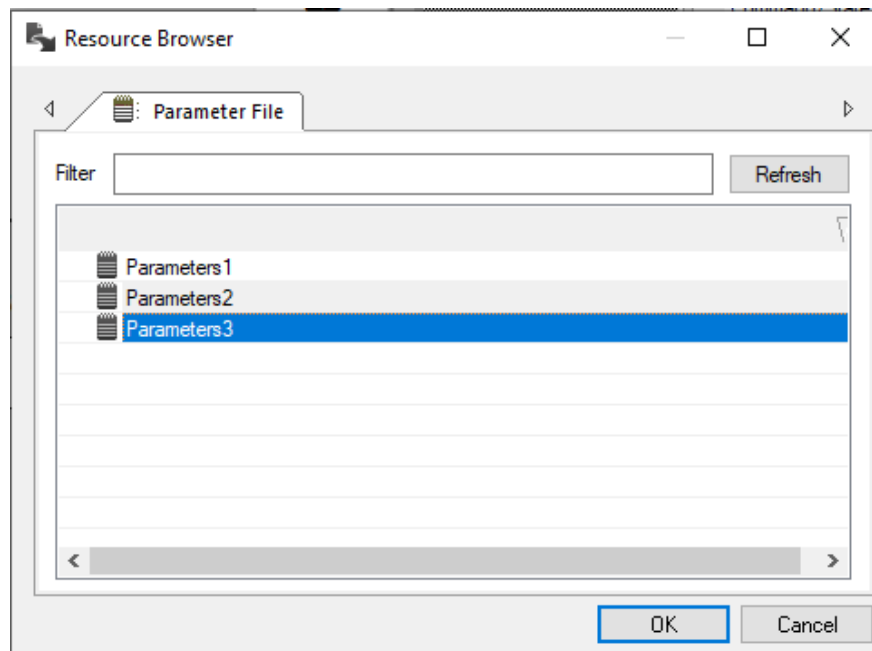 Resource Browser
Parameter File
Filter
Refresh
Parameters1
Parameters2
Parameters3
OK
Cancel